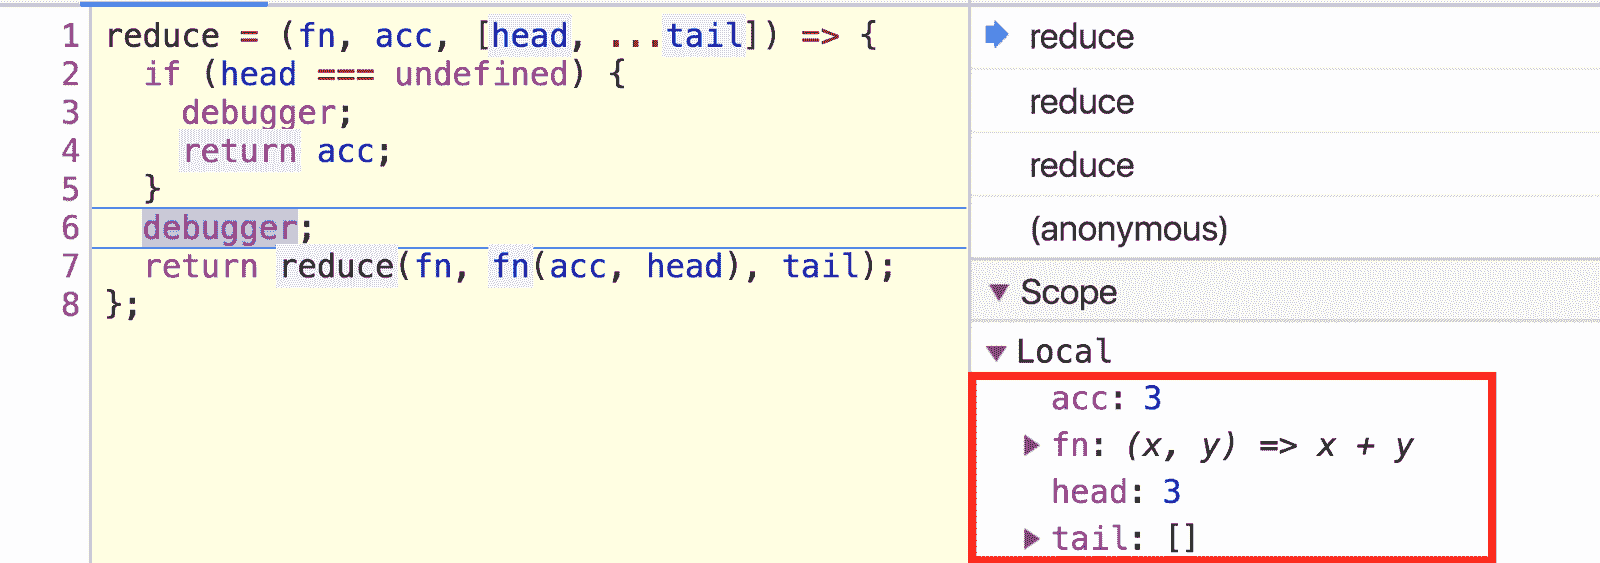 1 reduce = (fn, acc, [head, ...tail]) => {
2   if (head === undefined) {
3     debugger;
4     return acc;
5   }
6   debugger;
7   return reduce(fn, fn(acc, head), tail);
8 };
reduce
reduce
reduce
(anonymous)
Scope
Local
acc: 3
fn: (x, y) => x + y
head: 3
tail: []